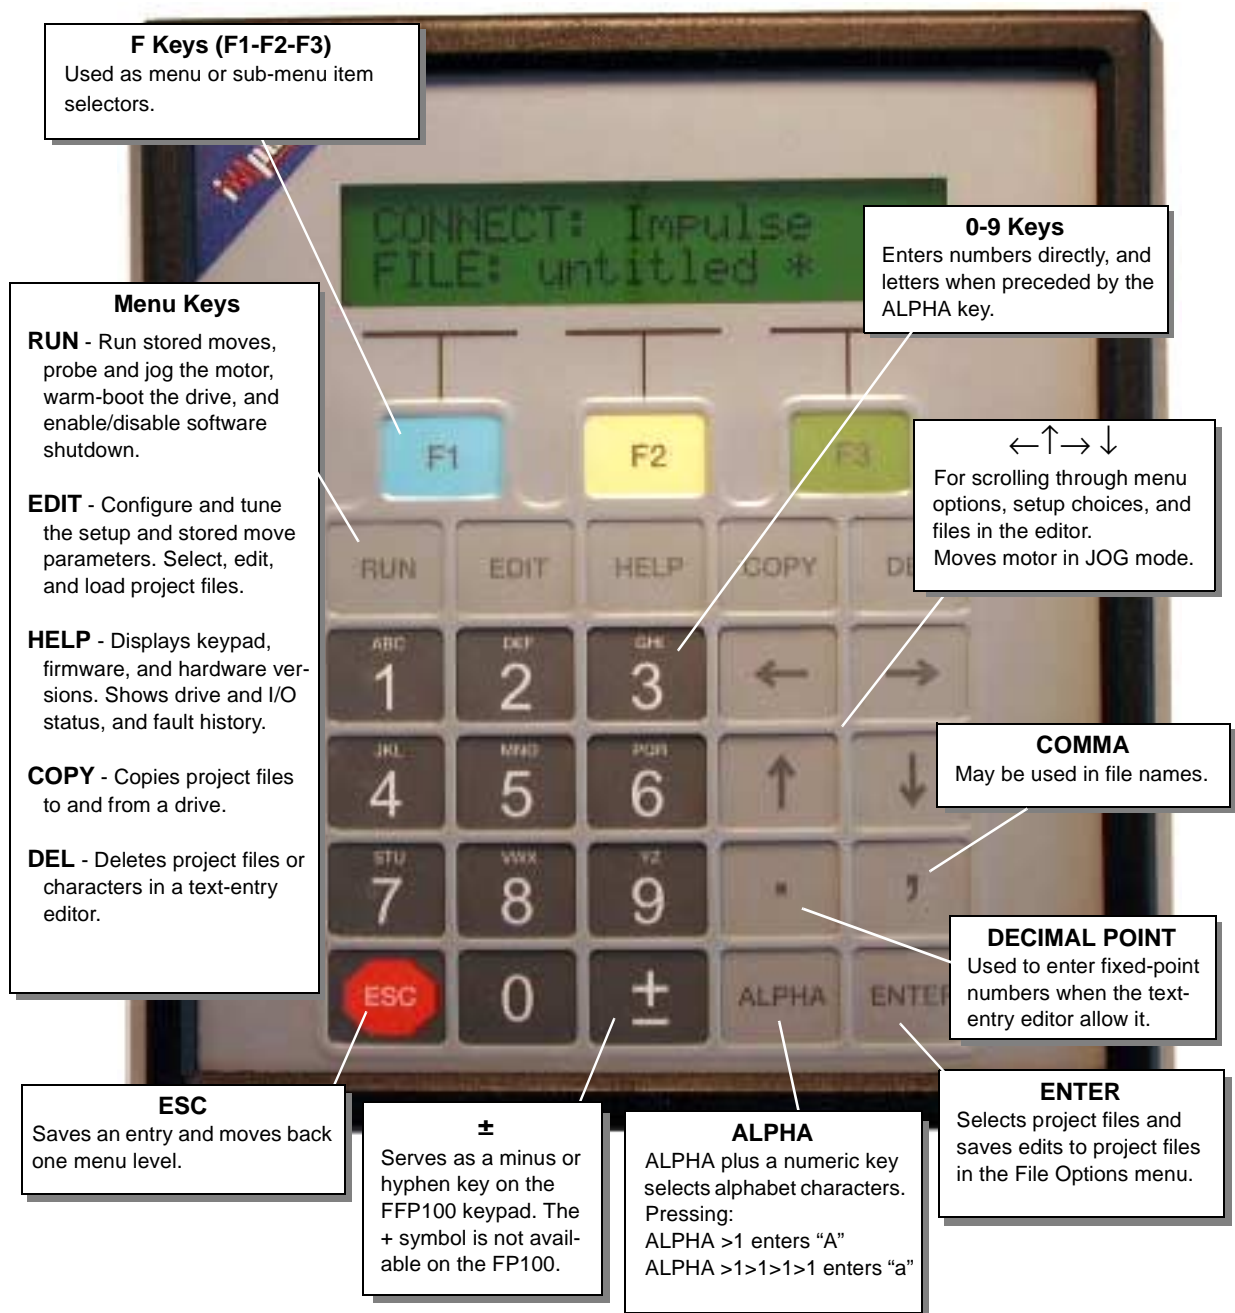 F Keys (F1-F2-F3)
Used as menu or sub-menu item
selectors.
CONNECT: Impulse
FILE: untitled *
0-9 Keys
Enters numbers directly, and
letters when preceded by the
ALPHA key.
Menu Keys
RUN - Run stored moves,
probe and jog the motor,
warm-boot the drive, and
enable/disable software
shutdown.
EDIT - Configure and tune
the setup and stored move
parameters. Select, edit,
and load project files.
HELP - Displays keypad,
firmware, and hardware ver-
sions. Shows drive and I/O
status, and fault history.
COPY - Copies project files
to and from a drive.
DEL - Deletes project files or
characters in a text-entry
editor.
F1 F2 F3
←↑→↓
For scrolling through menu
options, setup choices, and
files in the editor.
Moves motor in JOG mode.
RUN EDIT HELP COPY
ABC DEF GHI
1 2 3 ← →
JKL MNO PQR
4 5 6 ↑ ↓
COMMA
May be used in file names.
STU VWX YZ
7 8 9 . ,
DECIMAL POINT
Used to enter fixed-point
numbers when the text-
entry editor allow it.
ESC 0 ± ALPHA ENTER
ESC
Saves an entry and moves back
one menu level.
±
Serves as a minus or
hyphen key on the
FFP100 keypad. The
+ symbol is not avail-
able on the FP100.
ALPHA
ALPHA plus a numeric key
selects alphabet characters.
Pressing:
ALPHA >1 enters “A”
ALPHA >1>1>1>1 enters “a”
ENTER
Selects project files and
saves edits to project files
in the File Options menu.